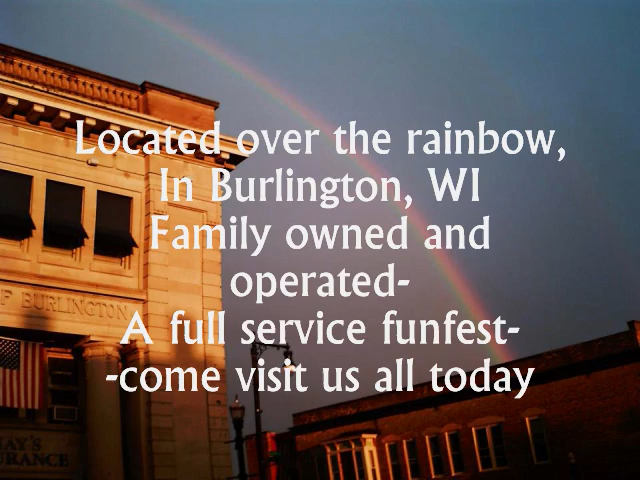 Located over the rainbow,
In Burlington, WI
Family owned and
operated-
A full service funfest-
-come visit us all today
F BURLINGTON